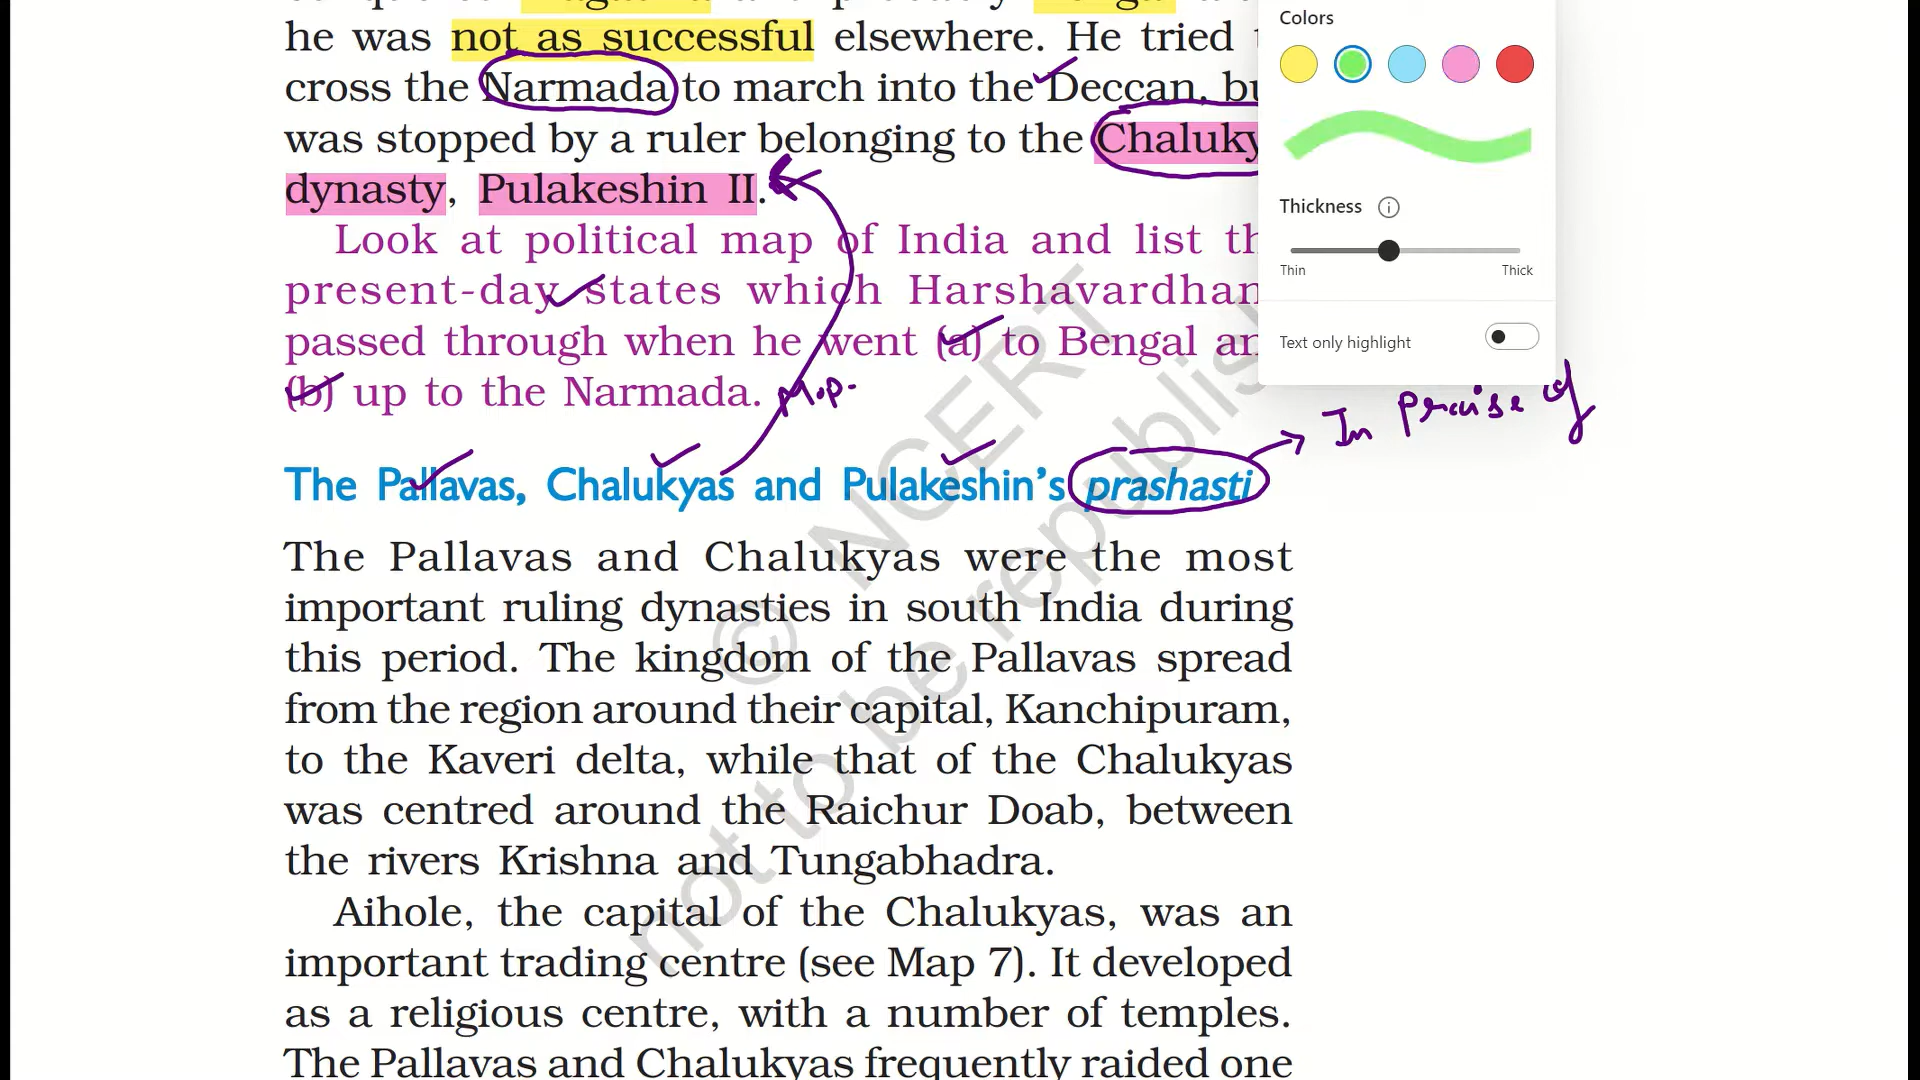 he was not as successful elsewhere. He tried
cross the Narmada to march into the Deccan, bu
was stopped by a ruler belonging to the Chaluky
dynasty, Pulakeshin II.
Look at political map of India and list th
present-day states which Harshavardhan
passed through when he went (a) to Bengal an
(b) up to the Narmada. Map.
In Praise of
The Pallavas, Chalukyas and Pulakeshin's prashasti
The Pallavas and Chalukyas were the most
important ruling dynasties in south India during
this period. The kingdom of the Pallavas spread
from the region around their capital, Kanchipuram,
to the Kaveri delta, while that of the Chalukyas
was centred around the Raichur Doab, between
the rivers Krishna and Tungabhadra.
Aihole, the capital of the Chalukyas, was an
important trading centre (see Map 7). It developed
as a religious centre, with a number of temples.
The Pallavas and Chalukyas frequently raided one
© NCERT
not to be republish
Colors
Thickness
Thin Thick
Text only highlight